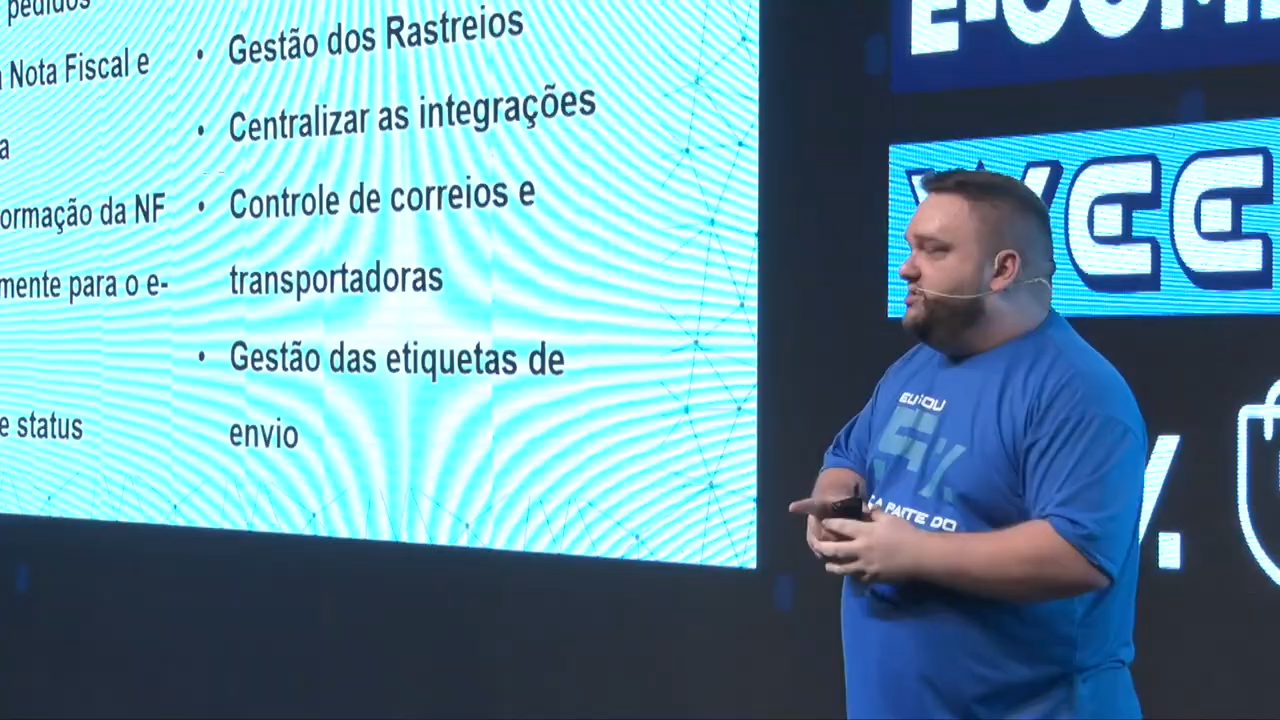 pedidos
Nota Fiscal e
a
ormação da NF
mente para o e-
e status
• Gestão dos Rastreios
• Centralizar as integrações
• Controle de correios e
transportadoras
• Gestão das etiquetas de
envio
EU SOU
5%
PARTE DO